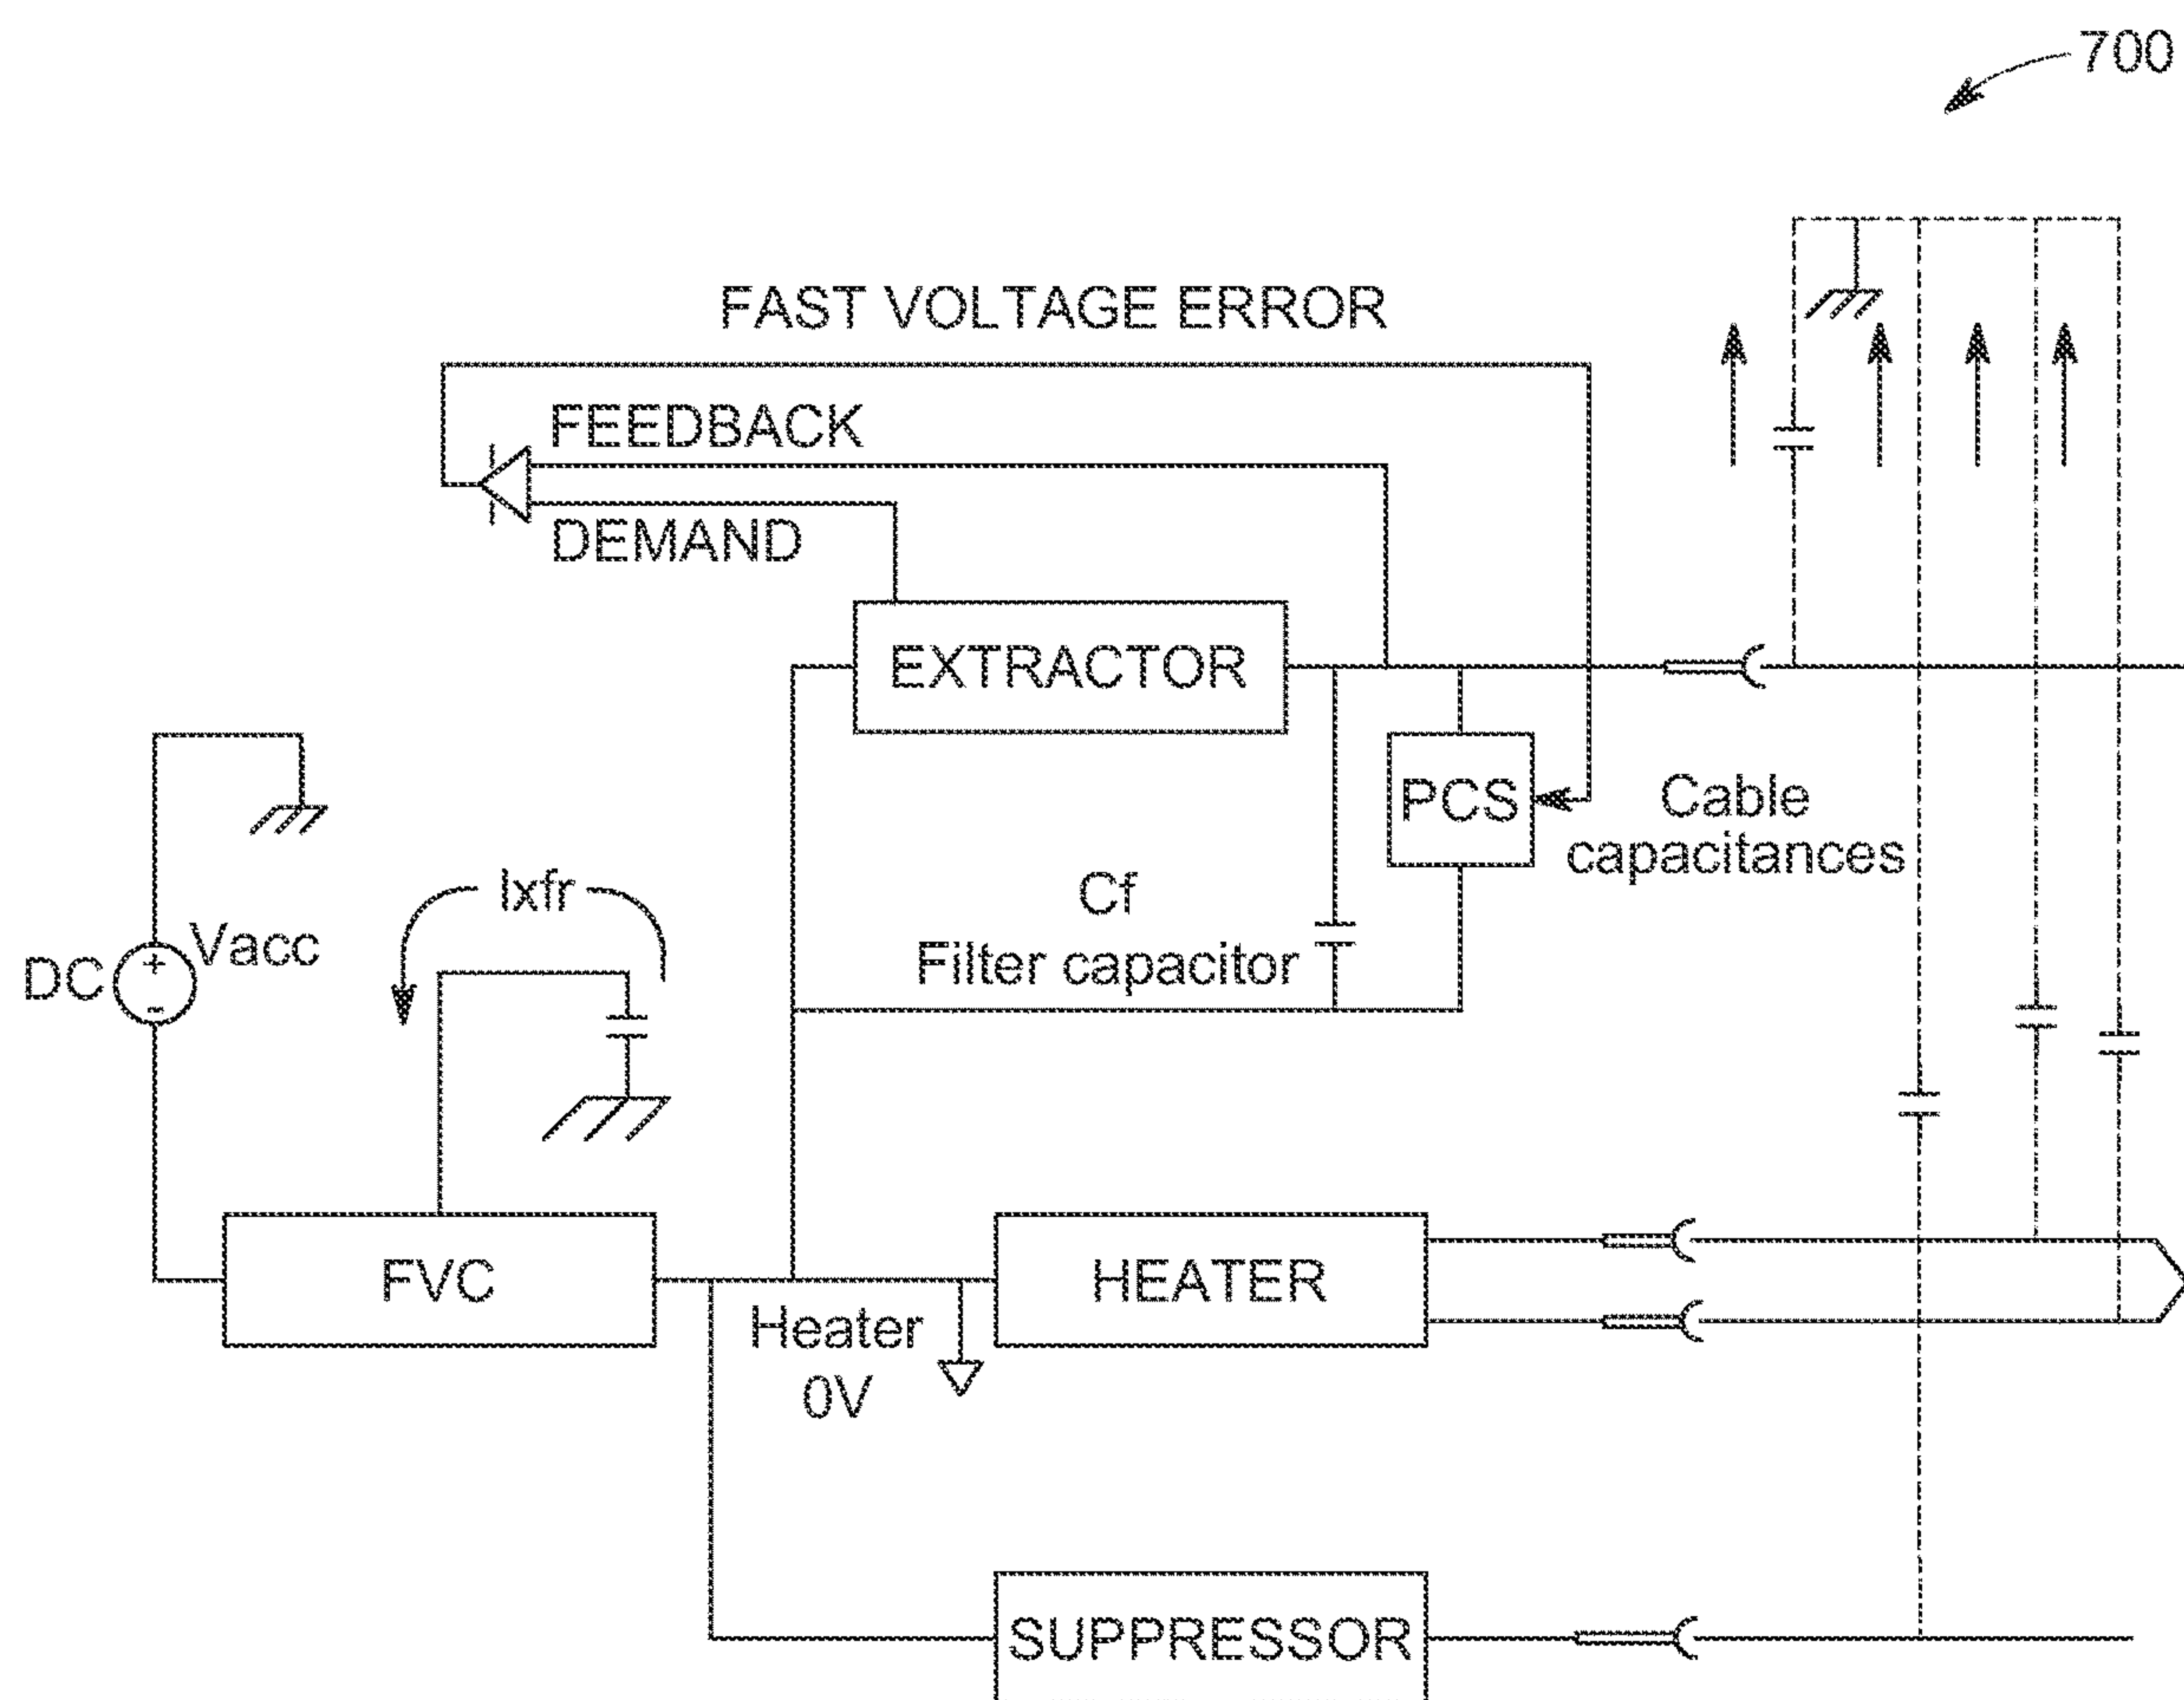 700
FAST VOLTAGE ERROR
FEEDBACK
DEMAND
EXTRACTOR
PCS
Cable
capacitances
Ixfr
Cf
Filter capacitor
DC
Vacc
+
-
FVC
HEATER
Heater
0V
SUPPRESSOR